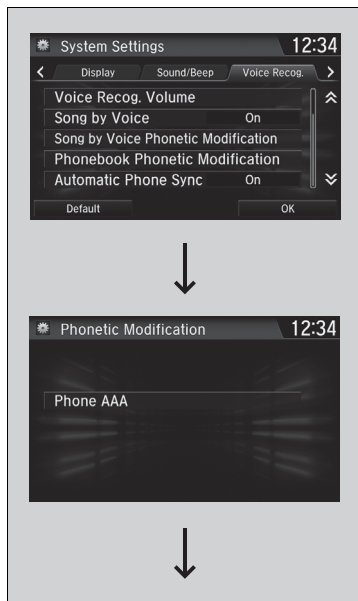 System Settings 12:34
Display Sound/Beep Voice Recog.
Voice Recog. Volume
Song by Voice On
Song by Voice Phonetic Modification
Phonebook Phonetic Modification
Automatic Phone Sync On
Default OK
Phonetic Modification 12:34
Phone AAA